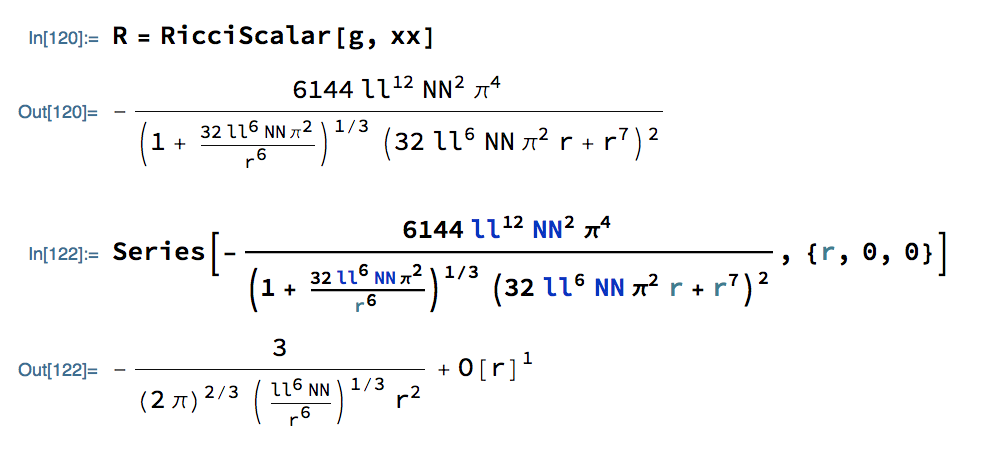 In[120]:= R = RicciScalar[g, xx]
Out[120]= - 6144 ll^12 NN^2 π^4 / ((1 + 32 ll^6 NN π^2 / r^6)^1/3 (32 ll^6 NN π^2 r + r^7)^2)
In[122]:= Series[- 6144 ll^12 NN^2 π^4 / ((1 + 32 ll^6 NN π^2 / r^6)^1/3 (32 ll^6 NN π^2 r + r^7)^2), {r, 0, 0}]
Out[122]= - 3 / ((2 π)^2/3 (ll^6 NN / r^6)^1/3 r^2) + O[r]^1